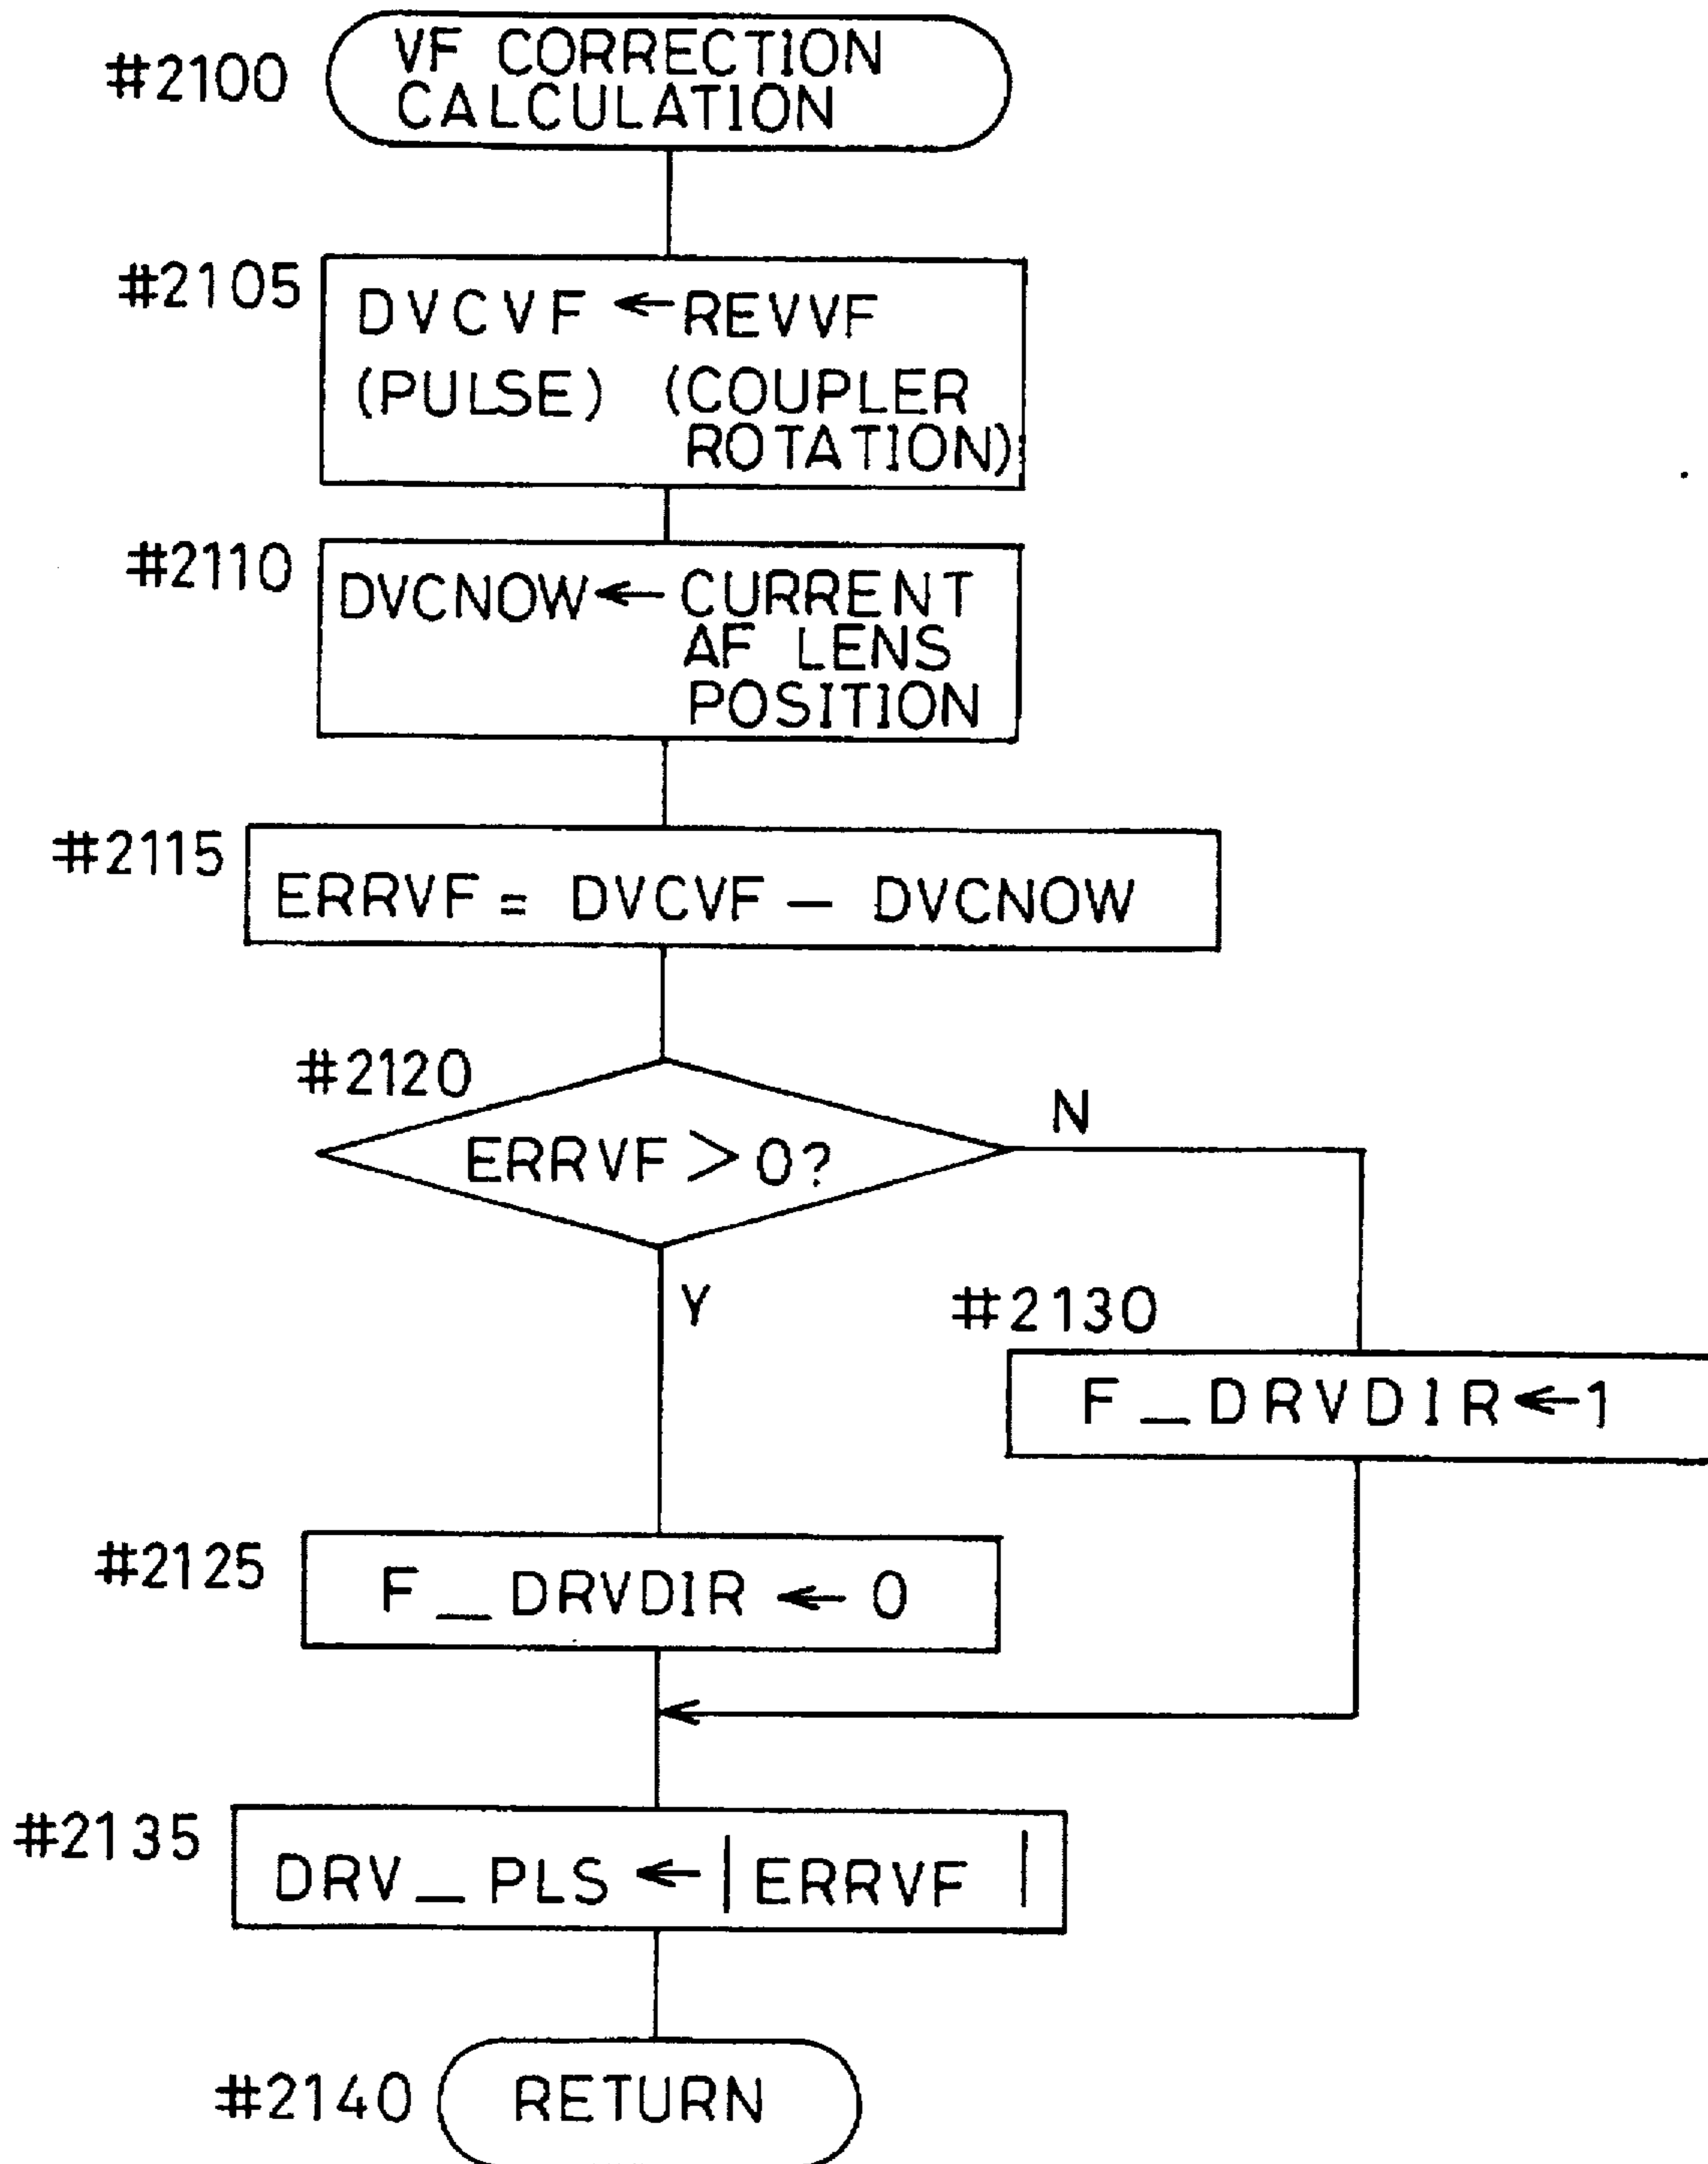 #2100
VF CORRECTION
CALCULATION
#2105
DVCVF ← REVVF
(PULSE) (COUPLER
ROTATION)
#2110
DVCNOW ← CURRENT
AF LENS
POSITION
#2115
ERRVF = DVCVF − DVCNOW
#2120
ERRVF > 0?
N
Y
#2130
F_DRVDIR ← 1
#2125
F_DRVDIR ← 0
#2135
DRV_PLS ← |ERRVF|
#2140
RETURN